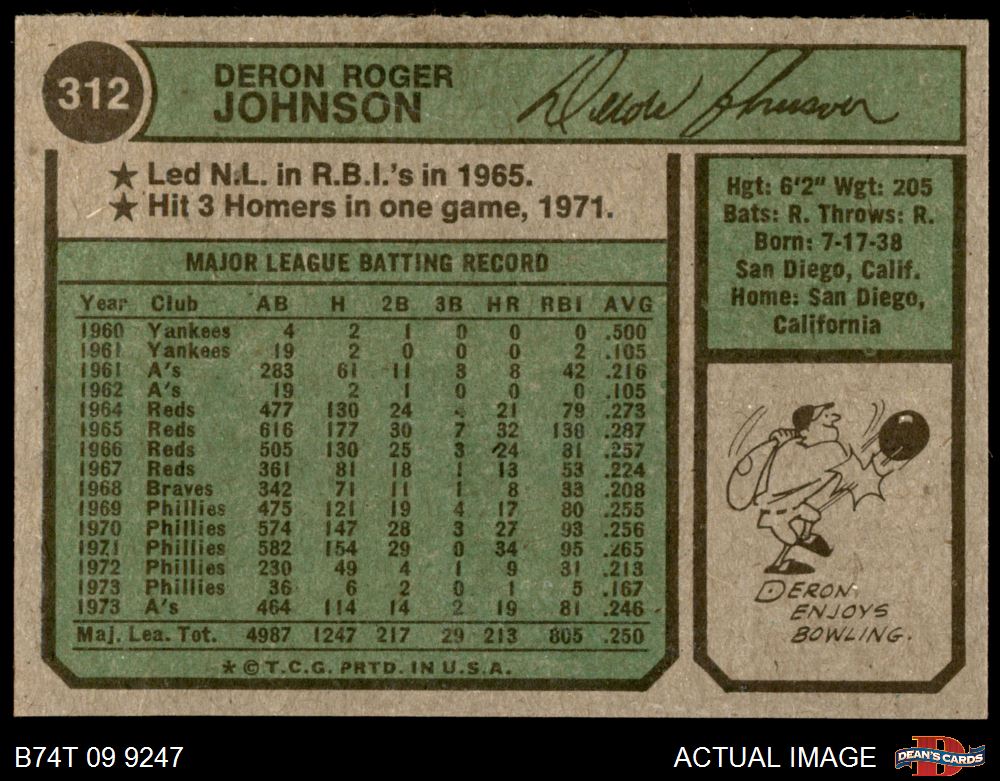 312
DERON ROGER
JOHNSON
Deron Johnson
★ Led N.L. in R.B.I.'s in 1965.
★ Hit 3 Homers in one game, 1971.
MAJOR LEAGUE BATTING RECORD
Year Club AB H 2B 3B HR RBI AVG
1960 Yankees 4 2 1 0 0 0 .500
1961 Yankees 19 2 0 0 0 2 .105
1961 A's 283 61 11 3 8 42 .216
1962 A's 19 2 1 0 0 0 .105
1964 Reds 477 130 24 4 21 79 .273
1965 Reds 616 177 30 7 32 130 .287
1966 Reds 505 130 25 3 24 81 .257
1967 Reds 361 81 18 1 13 53 .224
1968 Braves 342 71 11 1 8 33 .208
1969 Phillies 475 121 19 4 17 80 .255
1970 Phillies 574 147 28 3 27 93 .256
1971 Phillies 582 154 29 0 34 95 .265
1972 Phillies 230 49 4 1 9 31 .213
1973 Phillies 36 6 2 0 1 5 .167
1973 A's 464 114 14 2 19 81 .246
Maj. Lea. Tot. 4987 1247 217 29 213 805 .250
★ © T.C.G. PRTD. IN U.S.A.
Hgt: 6'2" Wgt: 205
Bats: R. Throws: R.
Born: 7-17-38
San Diego, Calif.
Home: San Diego,
California
DERON
ENJOYS
BOWLING.
B74T 09 9247
ACTUAL IMAGE
D
DEAN'S CARDS